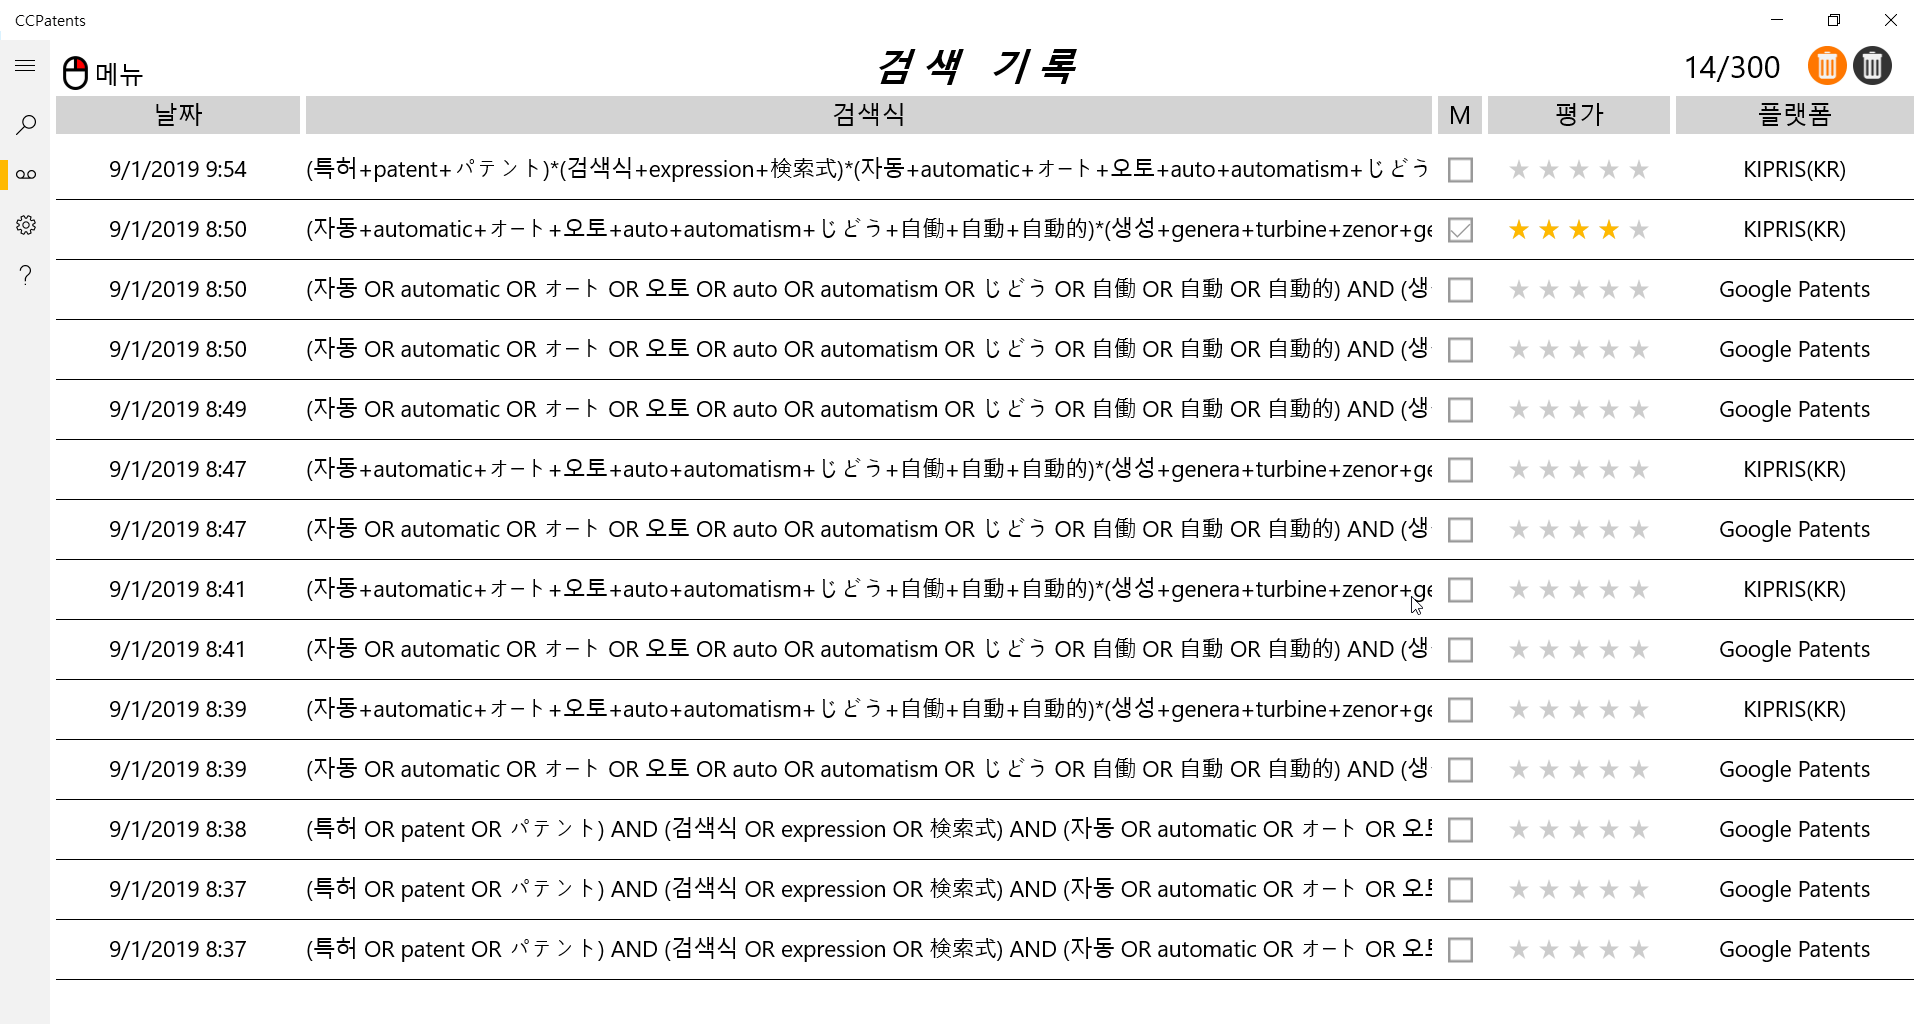 CCPatents
메뉴 검색 기록 14/300
날짜 검색식 M 평가 플랫폼
9/1/2019 9:54 (특허+patent+パテント)*(검색식+expression+検索式)*(자동+automatic+オート+오토+auto+automatism+じどう KIPRIS(KR)
9/1/2019 8:50 (자동+automatic+オート+오토+auto+automatism+じどう+自働+自動+自動的)*(생성+genera+turbine+zenor+ge KIPRIS(KR)
9/1/2019 8:50 (자동 OR automatic OR オート OR 오토 OR auto OR automatism OR じどう OR 自働 OR 自動 OR 自動的) AND (생 Google Patents
9/1/2019 8:50 (자동 OR automatic OR オート OR 오토 OR auto OR automatism OR じどう OR 自働 OR 自動 OR 自動的) AND (생 Google Patents
9/1/2019 8:49 (자동 OR automatic OR オート OR 오토 OR auto OR automatism OR じどう OR 自働 OR 自動 OR 自動的) AND (생 Google Patents
9/1/2019 8:47 (자동+automatic+オート+오토+auto+automatism+じどう+自働+自動+自動的)*(생성+genera+turbine+zenor+ge KIPRIS(KR)
9/1/2019 8:47 (자동 OR automatic OR オート OR 오토 OR auto OR automatism OR じどう OR 自働 OR 自動 OR 自動的) AND (생 Google Patents
9/1/2019 8:41 (자동+automatic+オート+오토+auto+automatism+じどう+自働+自動+自動的)*(생성+genera+turbine+zenor+ge KIPRIS(KR)
9/1/2019 8:41 (자동 OR automatic OR オート OR 오토 OR auto OR automatism OR じどう OR 自働 OR 自動 OR 自動的) AND (생 Google Patents
9/1/2019 8:39 (자동+automatic+オート+오토+auto+automatism+じどう+自働+自動+自動的)*(생성+genera+turbine+zenor+ge KIPRIS(KR)
9/1/2019 8:39 (자동 OR automatic OR オート OR 오토 OR auto OR automatism OR じどう OR 自働 OR 自動 OR 自動的) AND (생 Google Patents
9/1/2019 8:38 (특허 OR patent OR パテント) AND (검색식 OR expression OR 検索式) AND (자동 OR automatic OR オート OR 오토 Google Patents
9/1/2019 8:37 (특허 OR patent OR パテント) AND (검색식 OR expression OR 検索式) AND (자동 OR automatic OR オート OR 오토 Google Patents
9/1/2019 8:37 (특허 OR patent OR パテント) AND (검색식 OR expression OR 検索式) AND (자동 OR automatic OR オート OR 오토 Google Patents